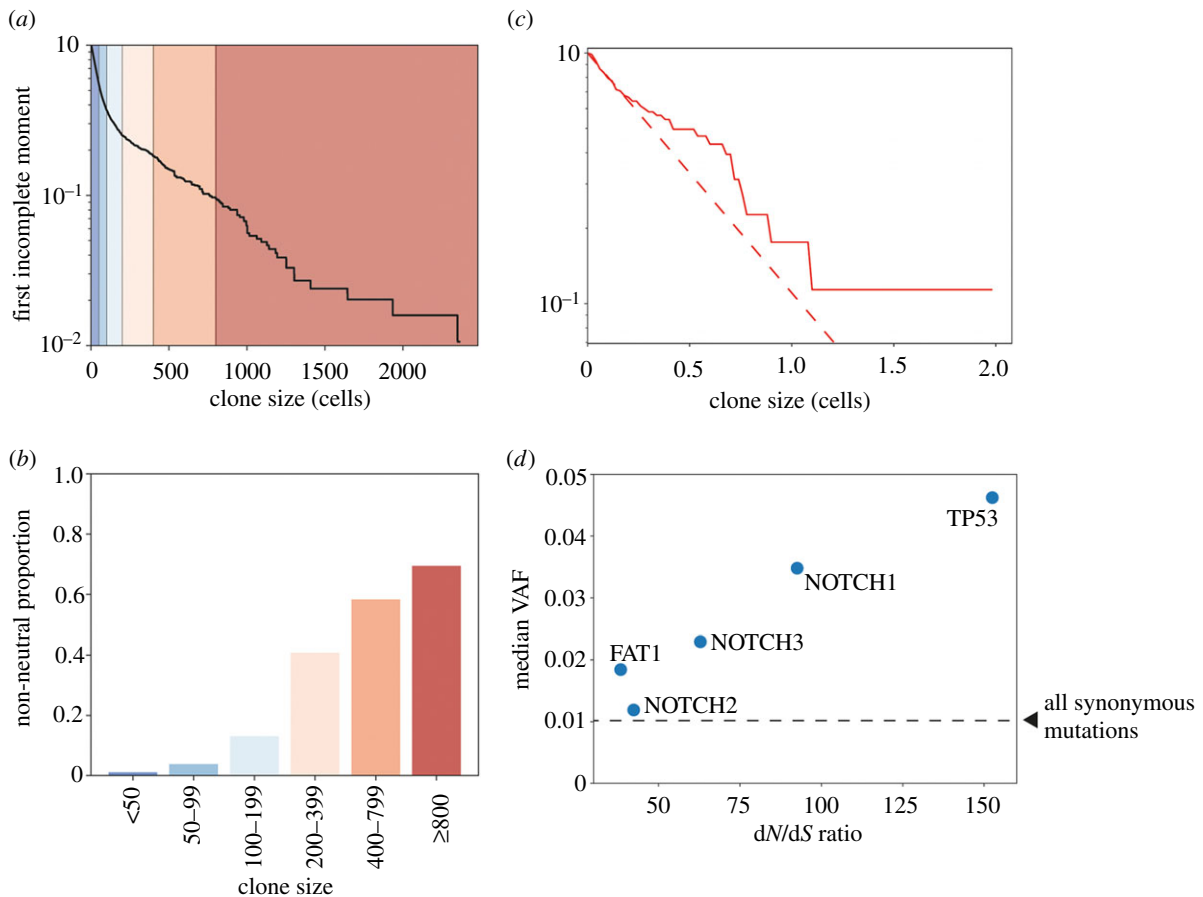 (a)
10
10⁻¹
10⁻²
first incomplete moment
0 500 1000 1500 2000
clone size (cells)
(c)
10
10⁻¹
0 0.5 1.0 1.5 2.0
clone size (cells)
(b)
1.0
0.8
0.6
0.4
0.2
0
non-neutral proportion
<50 50–99 100–199 200–399 400–799 ≥800
clone size
(d)
0.05
0.04
0.03
0.02
0.01
0
median VAF
TP53
NOTCH1
NOTCH3
FAT1
NOTCH2
all synonymous
mutations
50 75 100 125 150
dN/dS ratio